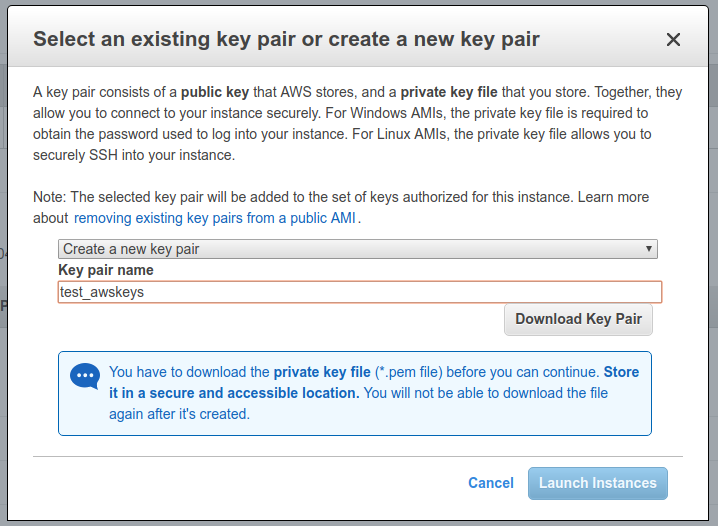 Select an existing key pair or create a new key pair
A key pair consists of a public key that AWS stores, and a private key file that you store. Together, they
allow you to connect to your instance securely. For Windows AMIs, the private key file is required to
obtain the password used to log into your instance. For Linux AMIs, the private key file allows you to
securely SSH into your instance.
Note: The selected key pair will be added to the set of keys authorized for this instance. Learn more
about removing existing key pairs from a public AMI.
Create a new key pair
Key pair name
test_awskeys
Download Key Pair
You have to download the private key file (*.pem file) before you can continue. Store
it in a secure and accessible location. You will not be able to download the file
again after it's created.
Cancel Launch Instances